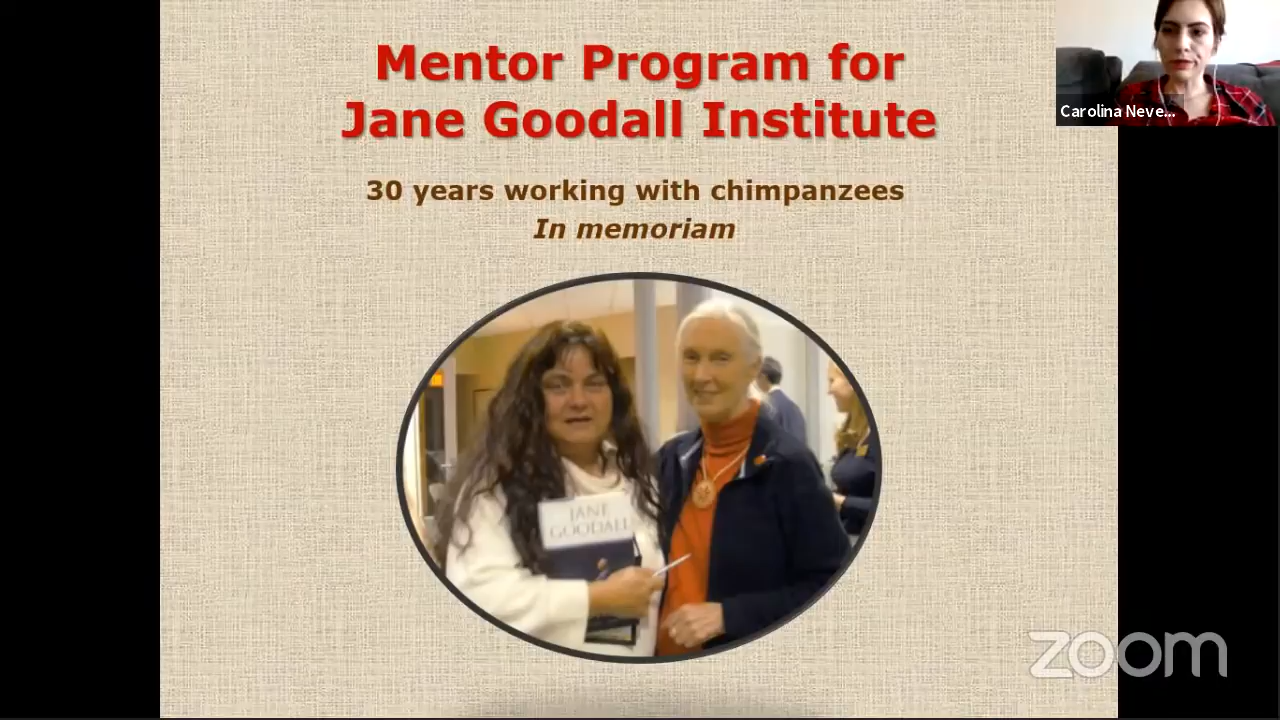 Mentor Program for
Jane Goodall Institute
30 years working with chimpanzees
In memoriam
Carolina Neve...
JANE
GOODALL
zoom